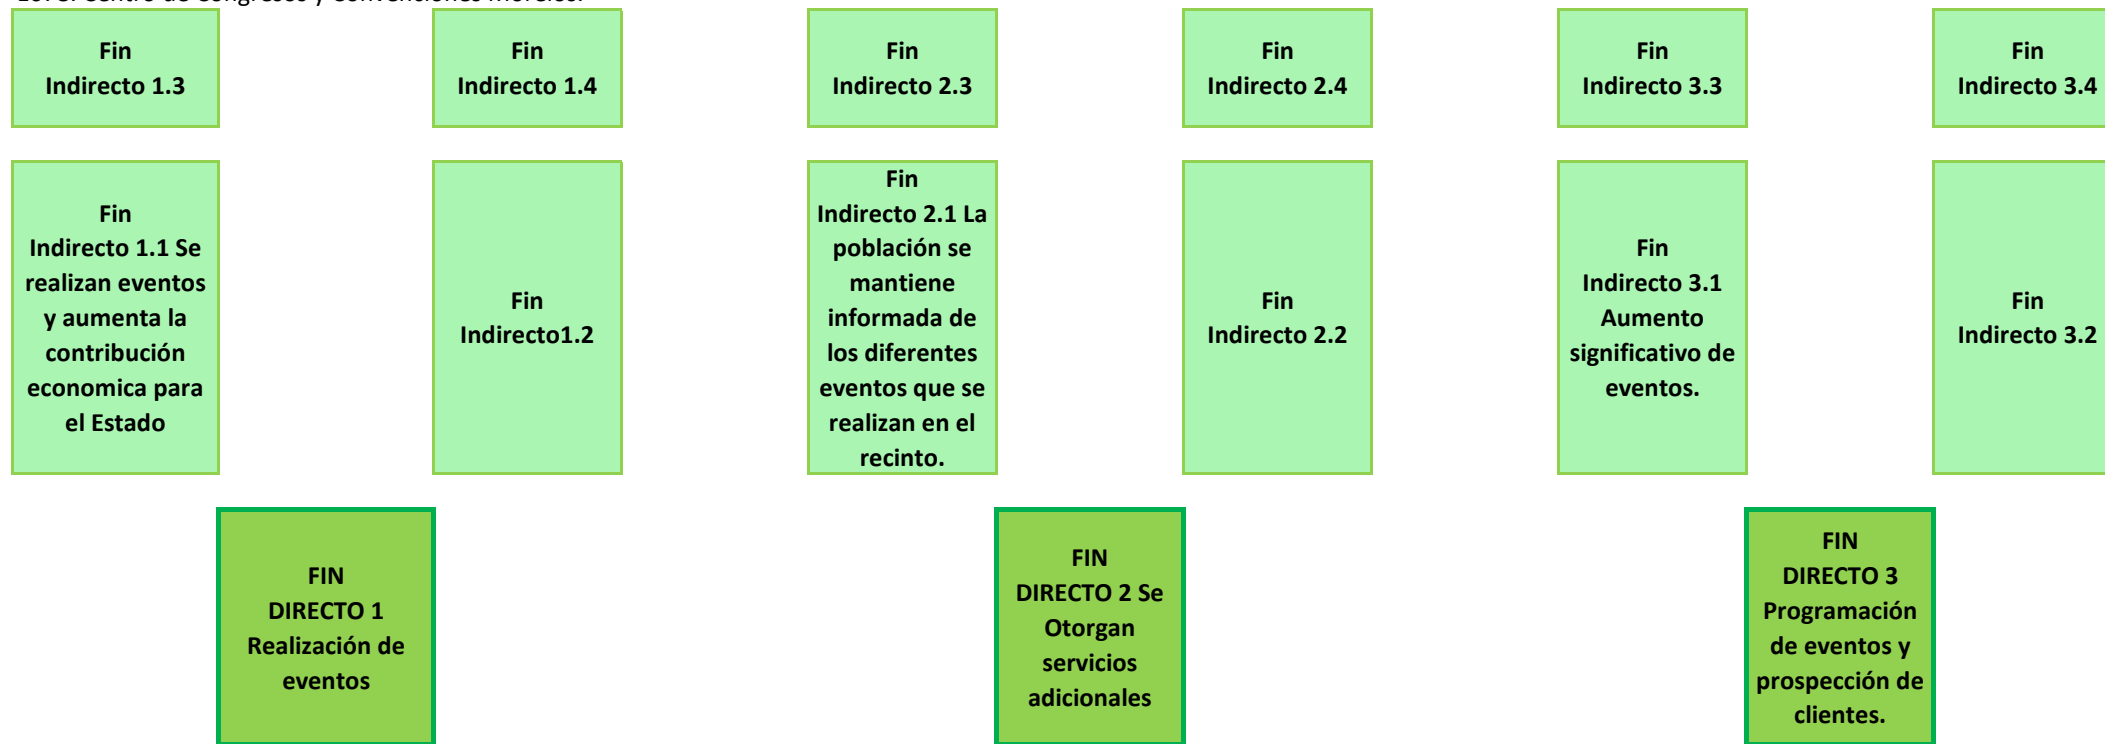 Centro de Congresos y Convenciones Morelos.
Fin
Indirecto 1.3
Fin
Indirecto 1.4
Fin
Indirecto 2.3
Fin
Indirecto 2.4
Fin
Indirecto 3.3
Fin
Indirecto 3.4
Fin
Indirecto 1.1 Se
realizan eventos
y aumenta la
contribución
economica para
el Estado
Fin
Indirecto1.2
Fin
Indirecto 2.1 La
población se
mantiene
informada de
los diferentes
eventos que se
realizan en el
recinto.
Fin
Indirecto 2.2
Fin
Indirecto 3.1
Aumento
significativo de
eventos.
Fin
Indirecto 3.2
FIN
DIRECTO 1
Realización de
eventos
FIN
DIRECTO 2 Se
Otorgan
servicios
adicionales
FIN
DIRECTO 3
Programación
de eventos y
prospección de
clientes.